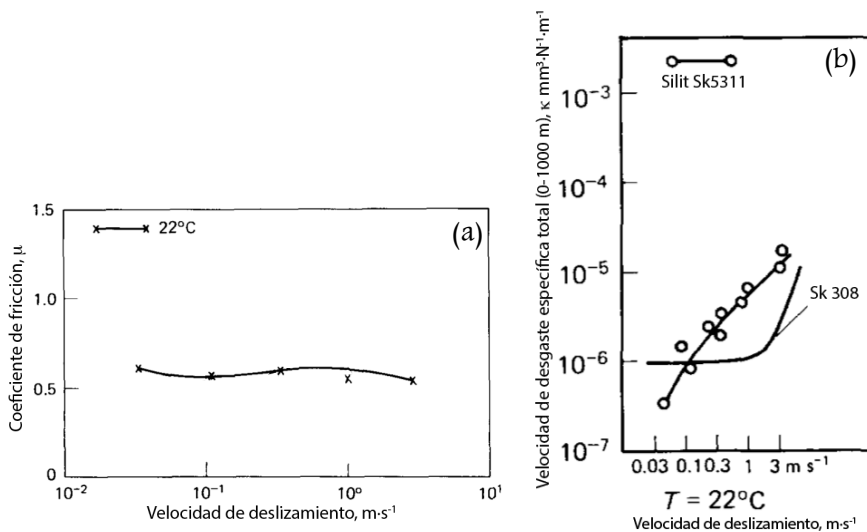 (a)
22°C
Coeficiente de fricción, μ
1.5
1.0
0.5
0
10⁻² 10⁻¹ 10⁰ 10¹
Velocidad de deslizamiento, m·s⁻¹
(b)
Silit Sk5311
Velocidad de desgaste específica total (0-1000 m), κ mm³·N⁻¹·m⁻¹
10⁻³
10⁻⁴
10⁻⁵
10⁻⁶
10⁻⁷
Sk 308
0.03 0.10 0.3 1 3 m s⁻¹
T = 22°C
Velocidad de deslizamiento, m·s⁻¹